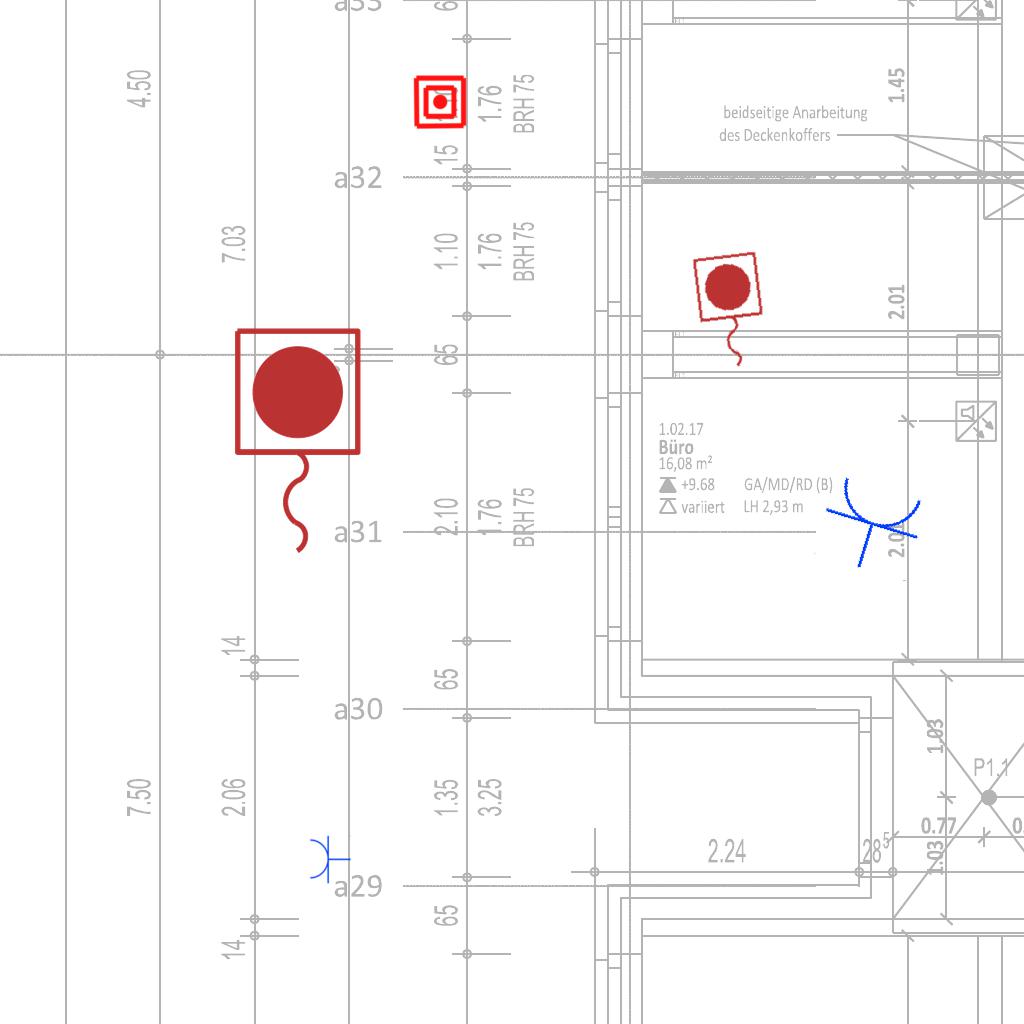 a33
4.50
1.76
BRH 75
1.45
beidseitige Anarbeitung
des Deckenkoffers
15
a32
7.03
1.10
1.76
BRH 75
2.01
65
1.02.17
Büro
16,08 m²
+9.68 GA/MD/RD (B)
variiert LH 2,93 m
2.10
1.76
BRH 75
a31
14
65
a30
1.03
P1.1
7.50
2.06
1.35
3.25
2.24
28⁵
0.77
1.03
a29
65
14